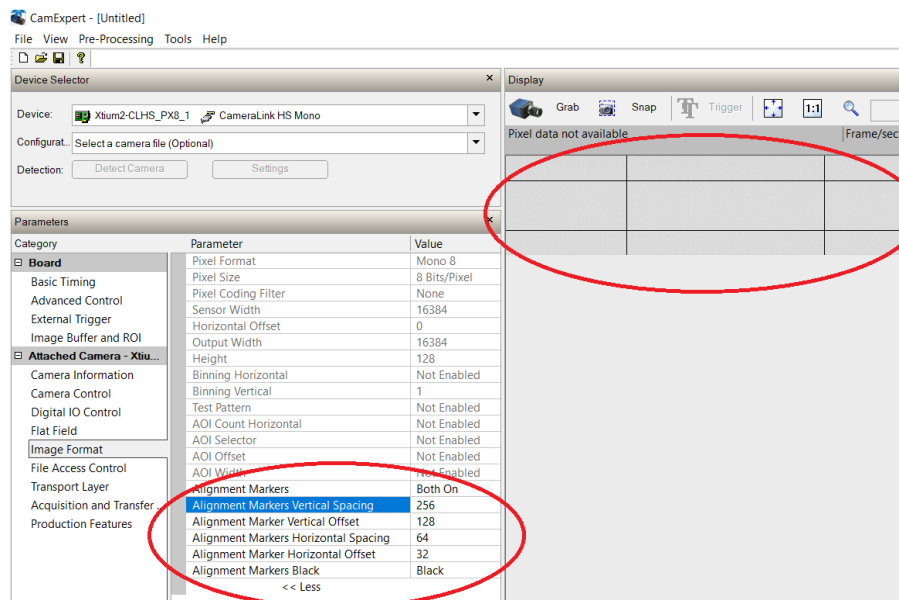 CamExpert - [Untitled]
File View Pre-Processing Tools Help
Device Selector ×
Device: Xtium2-CLHS_PX8_1 CameraLink HS Mono
Configurat... Select a camera file (Optional)
Detection: Detect Camera Settings
Parameters ×
Category
Board
Basic Timing
Advanced Control
External Trigger
Image Buffer and ROI
Attached Camera - Xtiu...
Camera Information
Camera Control
Digital IO Control
Flat Field
Image Format
File Access Control
Transport Layer
Acquisition and Transfer
Production Features
Parameter Value
Pixel Format Mono 8
Pixel Size 8 Bits/Pixel
Pixel Coding Filter None
Sensor Width 16384
Horizontal Offset 0
Output Width 16384
Height 128
Binning Horizontal Not Enabled
Binning Vertical 1
Test Pattern Not Enabled
AOI Count Horizontal Not Enabled
AOI Selector Not Enabled
AOI Offset Not Enabled
AOI Width Not Enabled
Alignment Markers Both On
Alignment Markers Vertical Spacing 256
Alignment Marker Vertical Offset 128
Alignment Markers Horizontal Spacing 64
Alignment Marker Horizontal Offset 32
Alignment Markers Black Black
<< Less
Display
Grab Snap Trigger 1:1
Pixel data not available Frame/sec